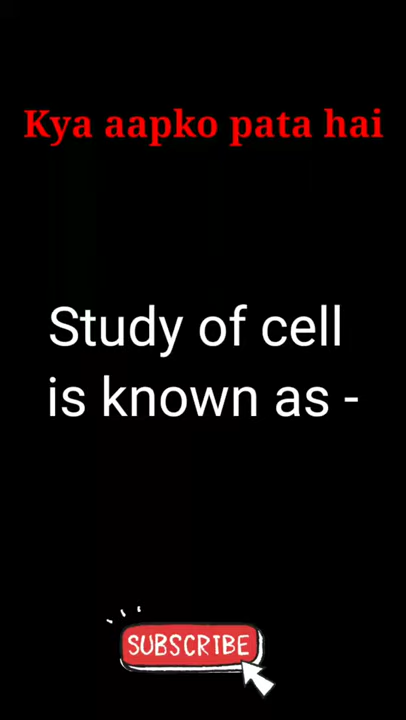 Kya aapko pata hai
Study of cell
is known as -
SUBSCRIBE